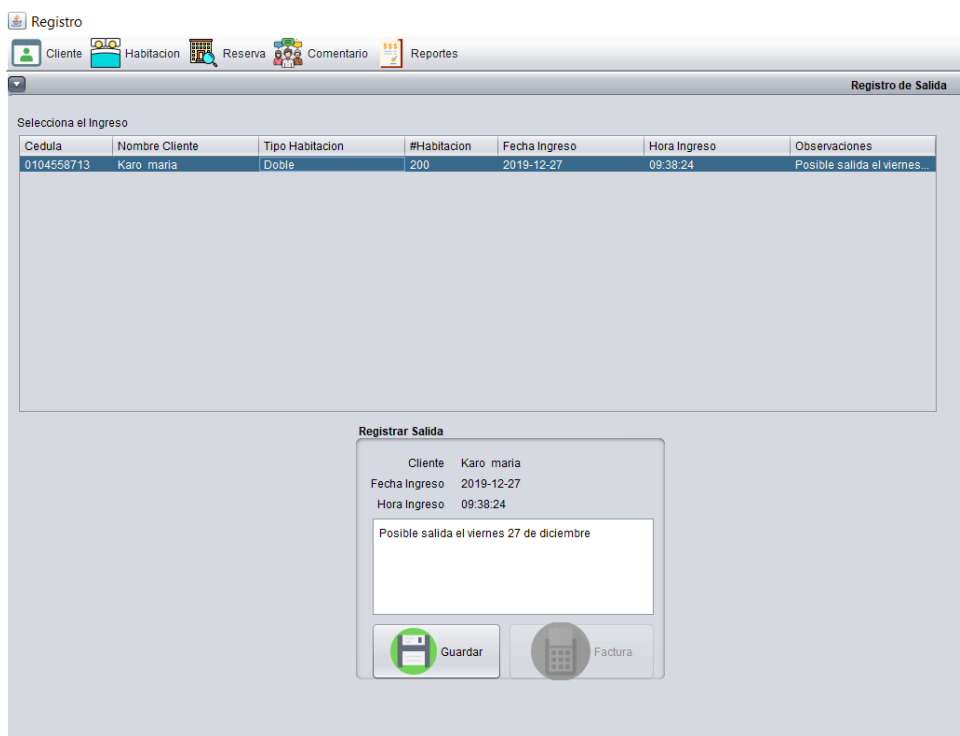 Registro
Cliente Habitacion Reserva Comentario Reportes
Registro de Salida
Selecciona el Ingreso
Cedula Nombre Cliente Tipo Habitacion #Habitacion Fecha Ingreso Hora Ingreso Observaciones
0104558713 Karo maria Doble 200 2019-12-27 09:38:24 Posible salida el viernes...
Registrar Salida
Cliente Karo maria
Fecha Ingreso 2019-12-27
Hora Ingreso 09:38:24
Posible salida el viernes 27 de diciembre
Guardar Factura